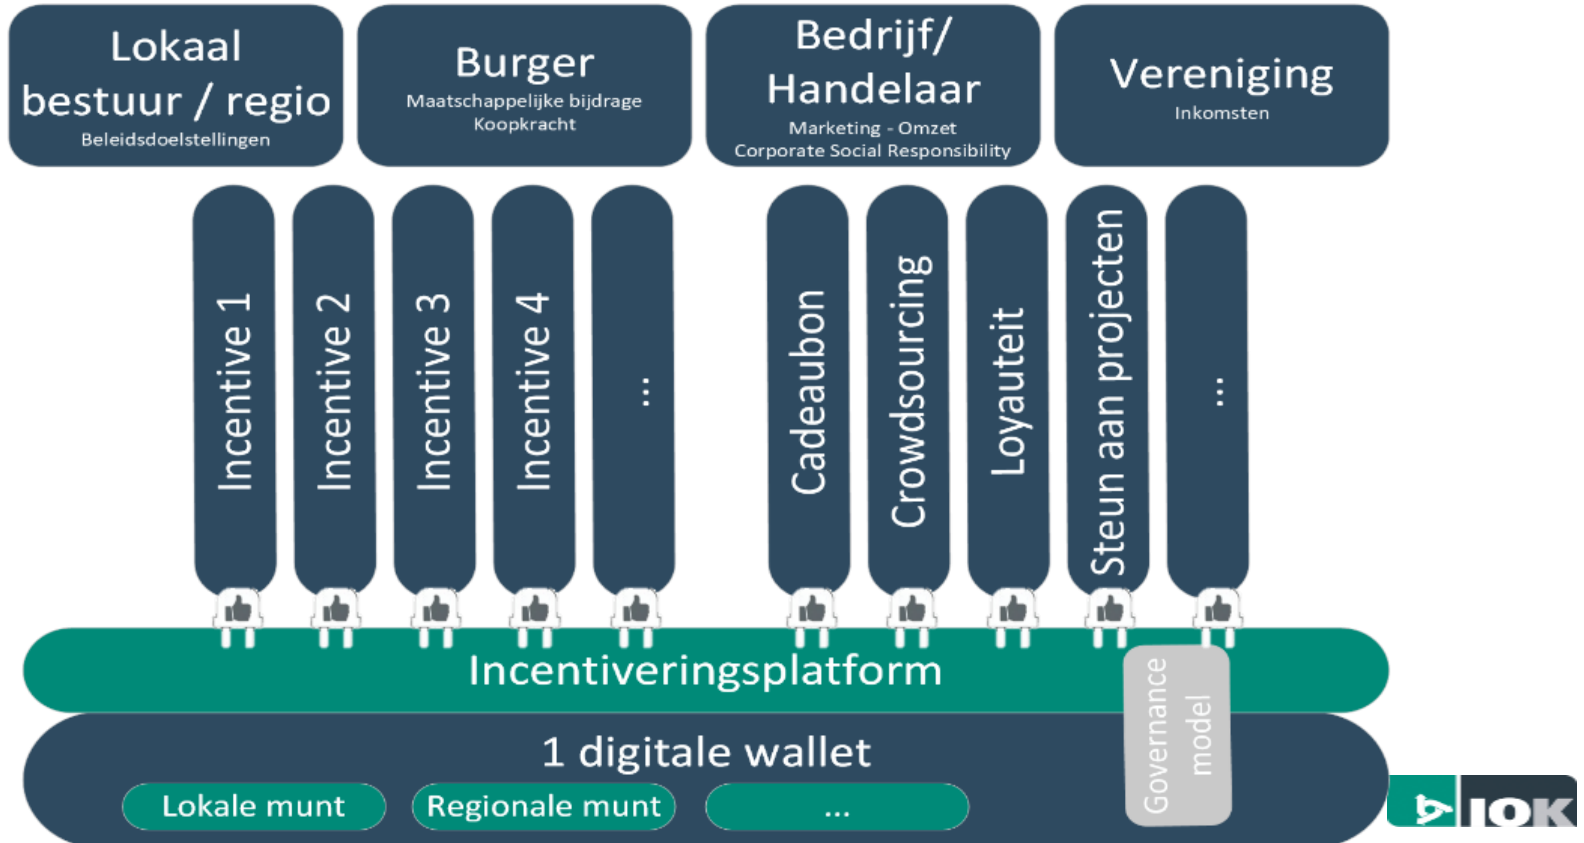 Lokaal
bestuur / regio
Beleidsdoelstellingen
Burger
Maatschappelijke bijdrage
Koopkracht
Bedrijf/
Handelaar
Marketing - Omzet
Corporate Social Responsibility
Vereniging
Inkomsten
Incentive 1
Incentive 2
Incentive 3
Incentive 4
...
Cadeaubon
Crowdsourcing
Loyauteit
Steun aan projecten
...
Incentiveringsplatform
Governance
model
1 digitale wallet
Lokale munt
Regionale munt
...
IOK